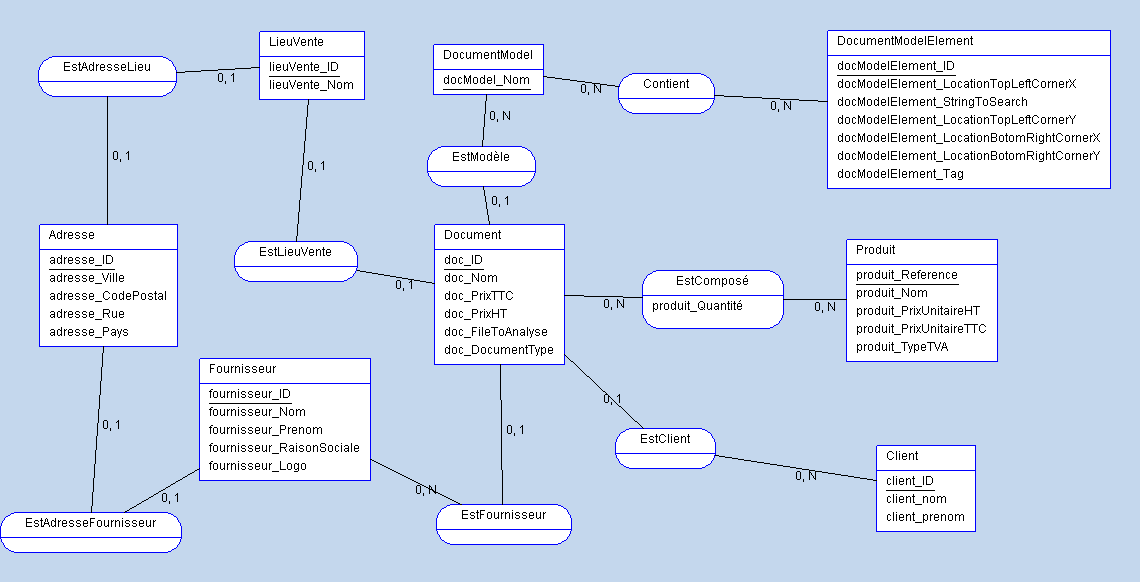 EstAdresseLieu
0, 1
LieuVente
lieuVente_ID
lieuVente_Nom
DocumentModel
docModel_Nom
0, N
Contient
0, N
DocumentModelElement
docModelElement_ID
docModelElement_LocationTopLeftCornerX
docModelElement_StringToSearch
docModelElement_LocationTopLeftCornerY
docModelElement_LocationBotomRightCornerX
docModelElement_LocationBotomRightCornerY
docModelElement_Tag
0, 1
0, 1
0, N
EstModèle
0, 1
Adresse
adresse_ID
adresse_Ville
adresse_CodePostal
adresse_Rue
adresse_Pays
EstLieuVente
0, 1
Document
doc_ID
doc_Nom
doc_PrixTTC
doc_PrixHT
doc_FileToAnalyse
doc_DocumentType
0, N
EstComposé
produit_Quantité
0, N
Produit
produit_Reference
produit_Nom
produit_PrixUnitaireHT
produit_PrixUnitaireTTC
produit_TypeTVA
0, 1
Fournisseur
fournisseur_ID
fournisseur_Nom
fournisseur_Prenom
fournisseur_RaisonSociale
fournisseur_Logo
0, 1
0, N
0, 1
0, 1
EstClient
0, N
Client
client_ID
client_nom
client_prenom
EstAdresseFournisseur
EstFournisseur